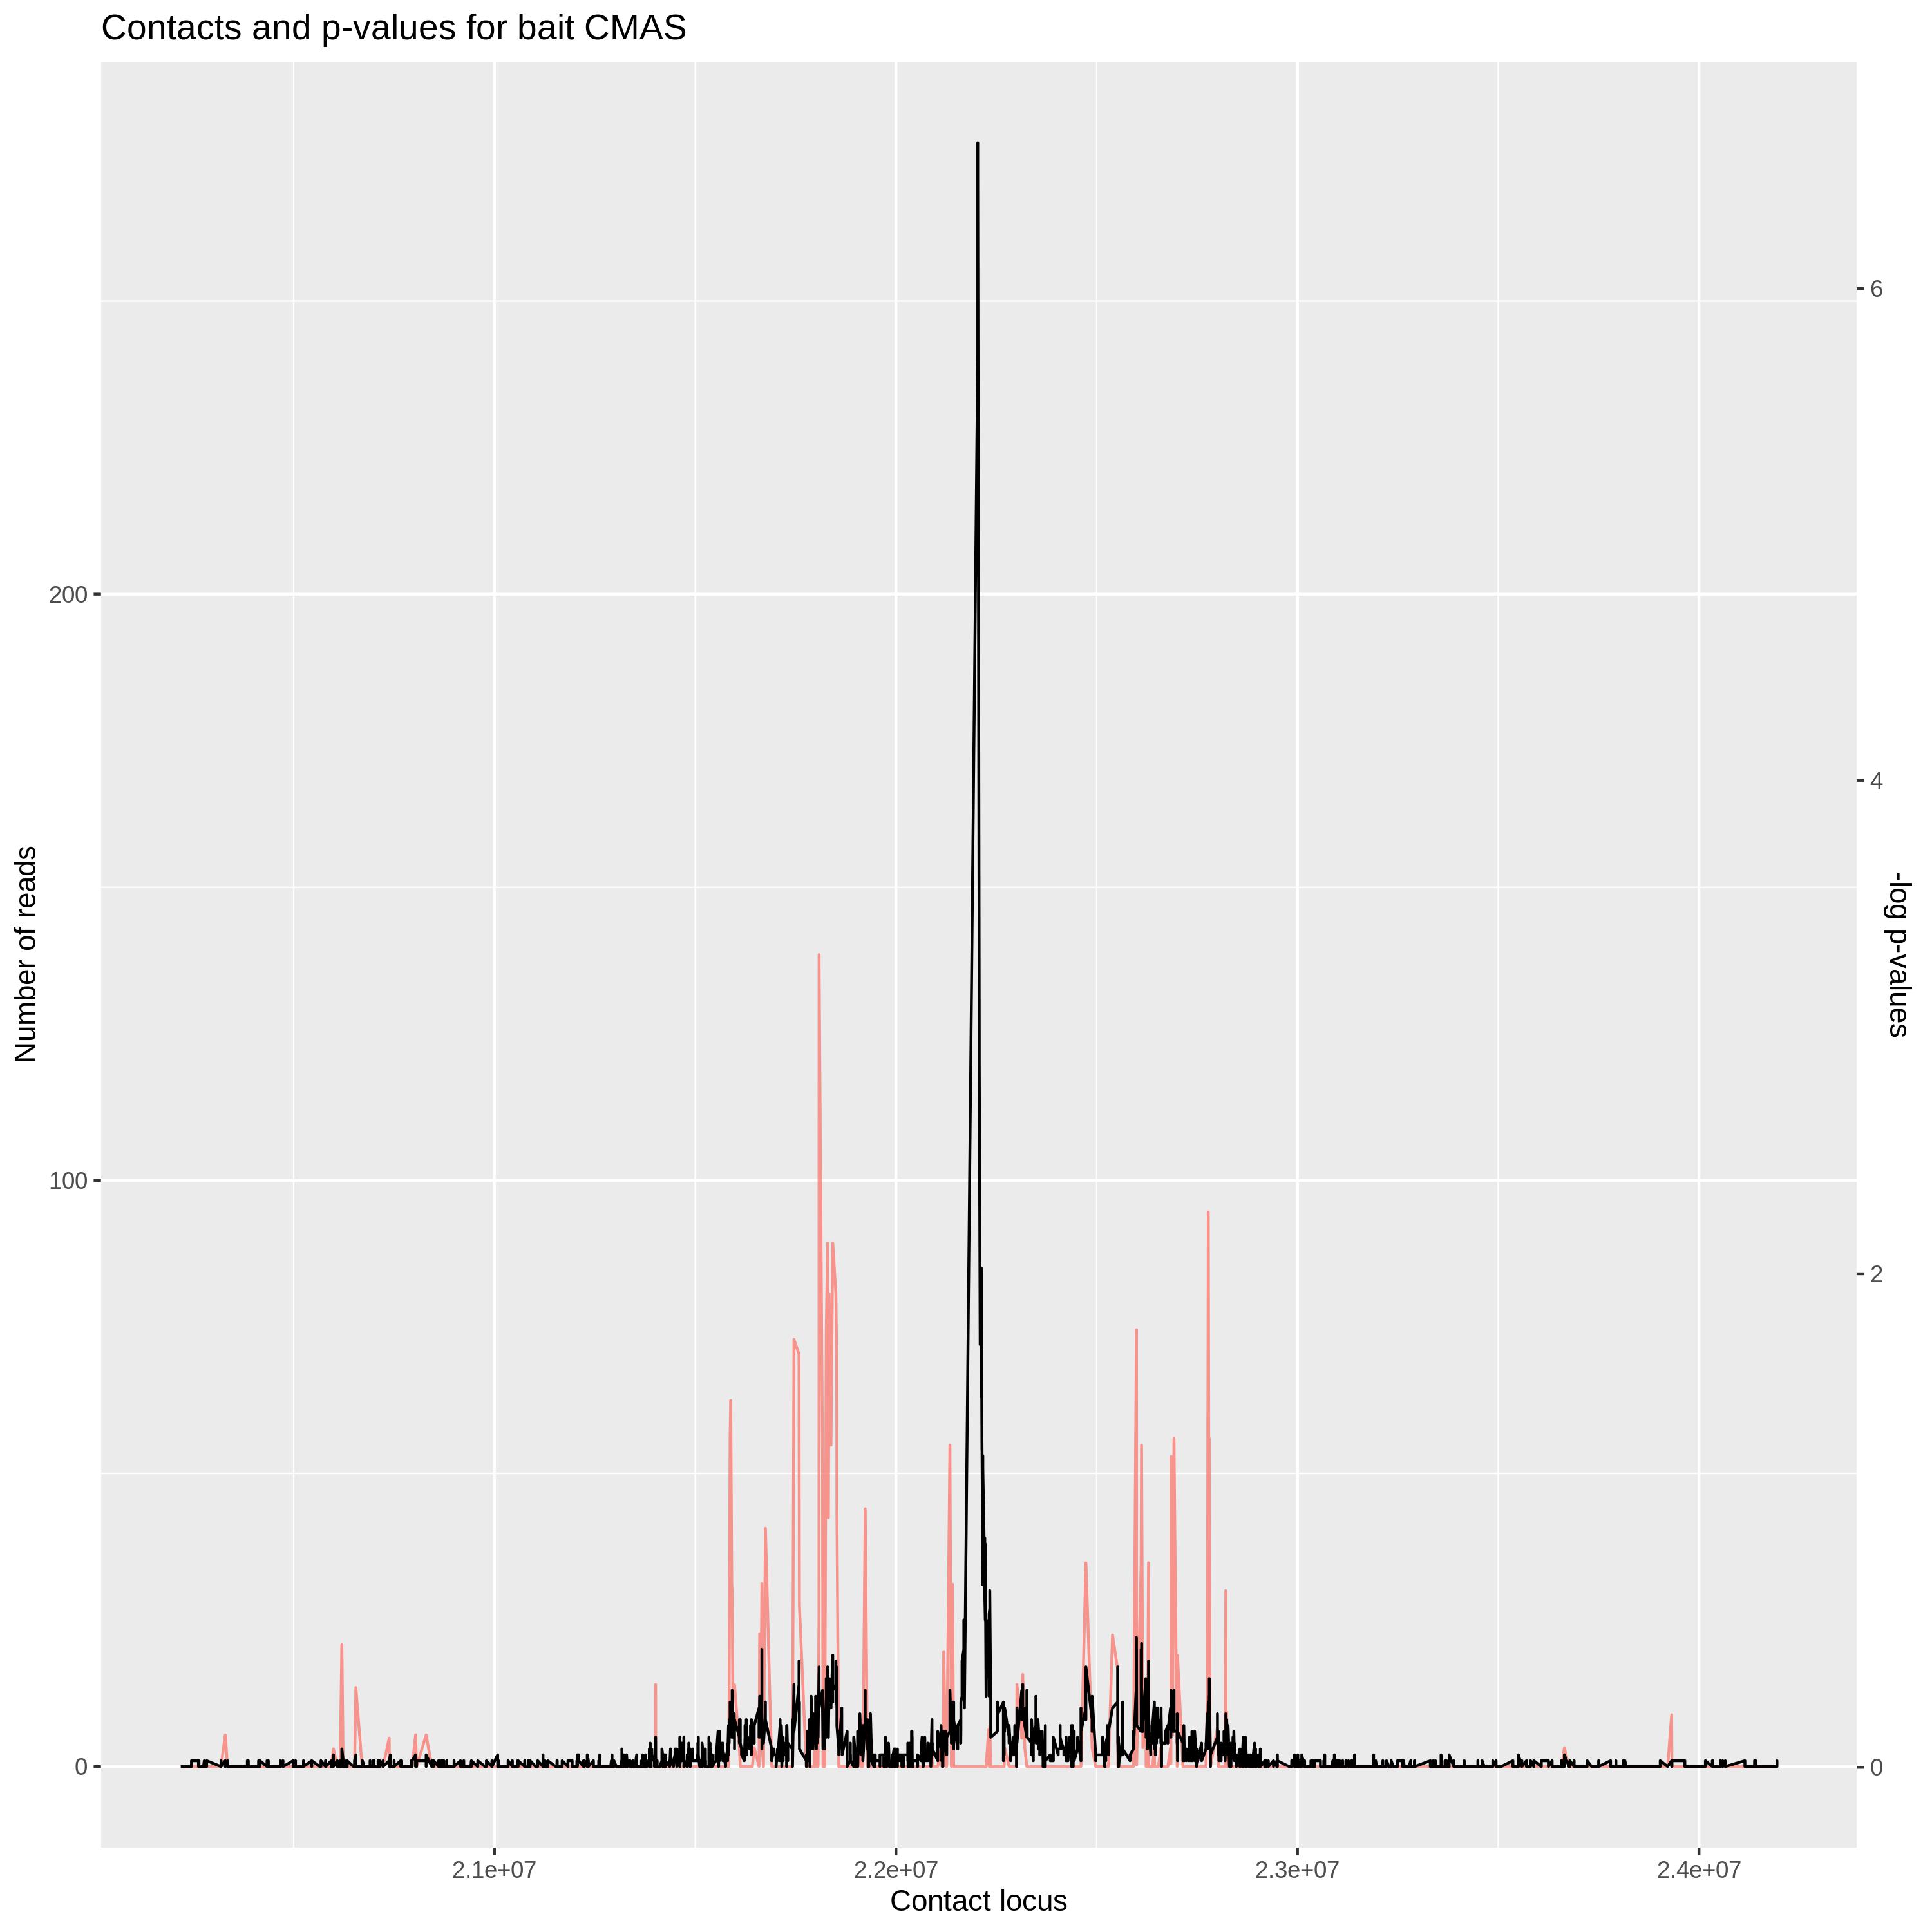 Contacts and p-values for bait CMAS
Number of reads
200
100
0
6
4
2
0
-log p-values
2.1e+07
2.2e+07
2.3e+07
2.4e+07
Contact locus